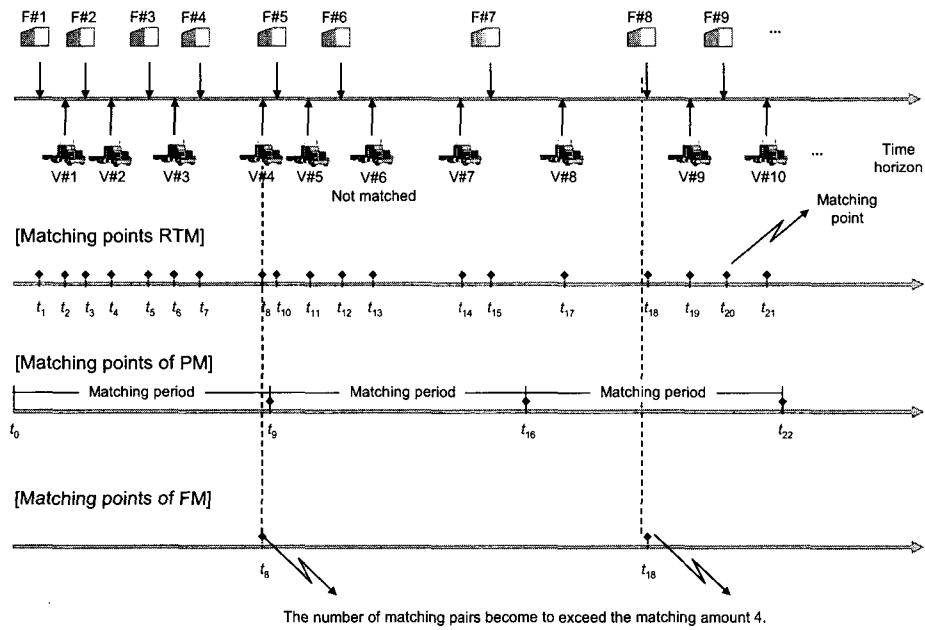 F#1 F#2 F#3 F#4 F#5 F#6 F#7 F#8 F#9 ...
V#1 V#2 V#3 V#4 V#5 V#6 V#7 V#8 V#9 V#10 ... Time horizon
Not matched
Matching point
[Matching points RTM]
t1 t2 t3 t4 t5 t6 t7 t8 t10 t11 t12 t13 t14 t15 t17 t18 t19 t20 t21
[Matching points of PM]
Matching period Matching period Matching period
t0 t9 t16 t22
[Matching points of FM]
t8 t18
The number of matching pairs become to exceed the matching amount 4.